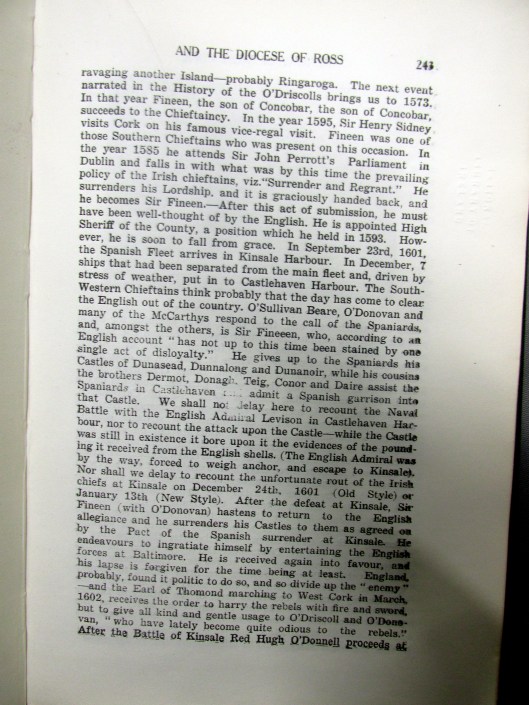 AND THE DIOCESE OF ROSS 243
ravaging another Island—probably Ringaroga. The next event
narrated in the History of the O'Driscolls brings us to 1573.
In that year Fineen, the son of Concobar, the son of Concobar,
succeeds to the Chieftaincy. In the year 1595, Sir Henry Sidney
visits Cork on his famous vice-regal visit. Fineen was one of
those Southern Chieftains who was present on this occasion. In
the year 1585 he attends Sir John Perrott's Parliament in
Dublin and falls in with what was by this time the prevailing
policy of the Irish chieftains, viz."Surrender and Regrant." He
surrenders his Lordship, and it is graciously handed back, and
he becomes Sir Fineen.—After this act of submission, he must
have been well-thought of by the English. He is appointed High
Sheriff of the County, a position which he held in 1593. How-
ever, he is soon to fall from grace. In September 23rd, 1601,
the Spanish Fleet arrives in Kinsale Harbour. In December, 7
ships that had been separated from the main fleet and, driven by
stress of weather, put in to Castlehaven Harbour. The South-
Western Chieftains think probably that the day has come to clear
the English out of the country. O'Sullivan Beare, O'Donovan and
many of the McCarthys respond to the call of the Spaniards,
and, amongst the others, is Sir Fineeen, who, according to an
English account "has not up to this time been stained by one
single act of disloyalty." He gives up to the Spaniards his
Castles of Dunasead, Dunnalong and Dunanoir, while his cousins
the brothers Dermot, Donagh, Teig, Conor and Daire assist the
Spaniards in Castlehaven admit a Spanish garrison into
that Castle. We shall not delay here to recount the Naval
Battle with the English Admiral Levison in Castlehaven Har-
bour, nor to recount the attack upon the Castle—while the Castle
was still in existence it bore upon it the evidences of the pound-
ing it received from the English shells. (The English Admiral was
by the way, forced to weigh anchor, and escape to Kinsale).
Nor shall we delay to recount the unfortunate rout of the Irish
chiefs at Kinsale on December 24th, 1601 (Old Style) or
January 13th (New Style). After the defeat at Kinsale, Sir
Fineen (with O'Donovan) hastens to return to the English
allegiance and he surrenders his Castles to them as agreed on
by the Pact of the Spanish surrender at Kinsale. He
endeavours to ingratiate himself by entertaining the English
forces at Baltimore. He is received again into favour, and
his lapse is forgiven for the time being at least. England,
probably, found it politic to do so, and so divide up the "enemy"
—and the Earl of Thomond marching to West Cork in March,
1602, receives the order to harry the rebels with fire and sword,
but to give all kind and gentle usage to O'Driscoll and O'Dono-
van, "who have lately become quite odious to the rebels."
After the Battle of Kinsale Red Hugh O'Donnell proceeds at